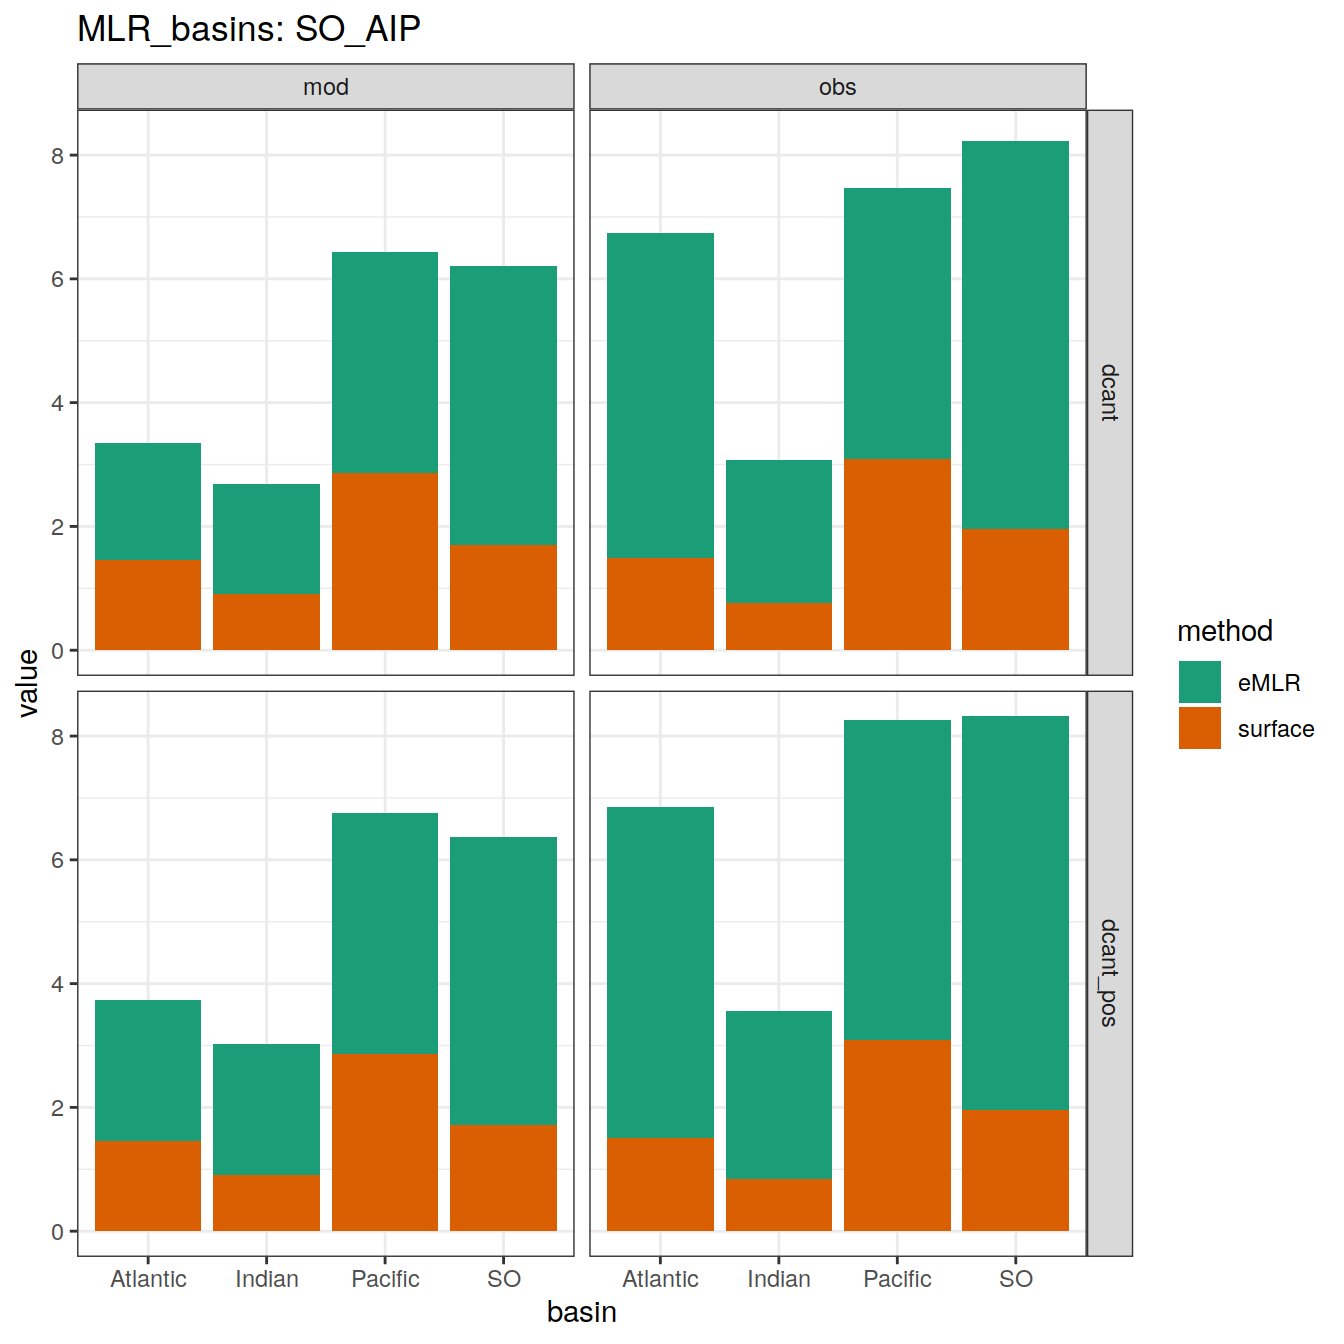 MLR_basins: SO_AIP
mod
obs
8
6
4
2
0
dcant
8
6
4
2
0
dcant_pos
value
Atlantic
Indian
Pacific
SO
Atlantic
Indian
Pacific
SO
basin
method
eMLR
surface